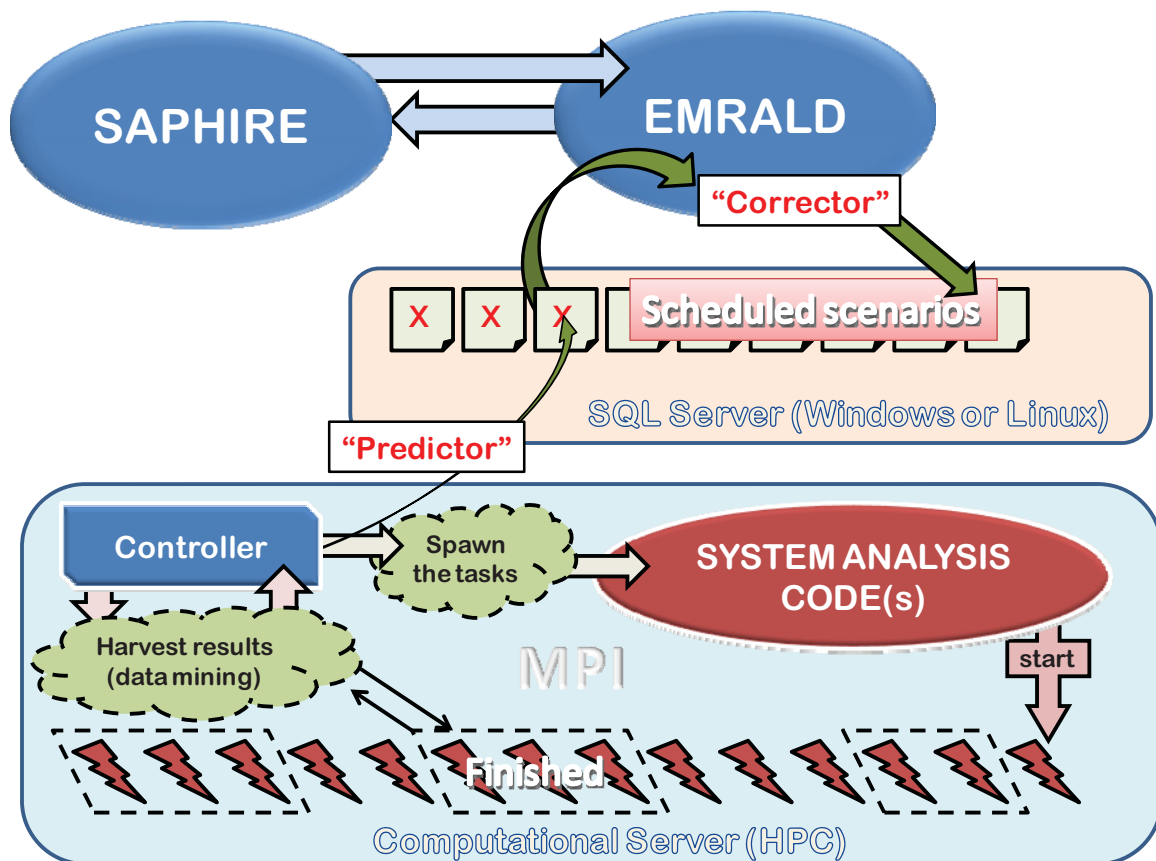 SAPHIRE
EMRALD
“Corrector”
X X X
Scheduled scenarios
SQL Server (Windows or Linux)
“Predictor”
Controller
Spawn
the tasks
SYSTEM ANALYSIS
CODE(s)
Harvest results
(data mining)
MPI
start
Finished
Computational Server (HPC)